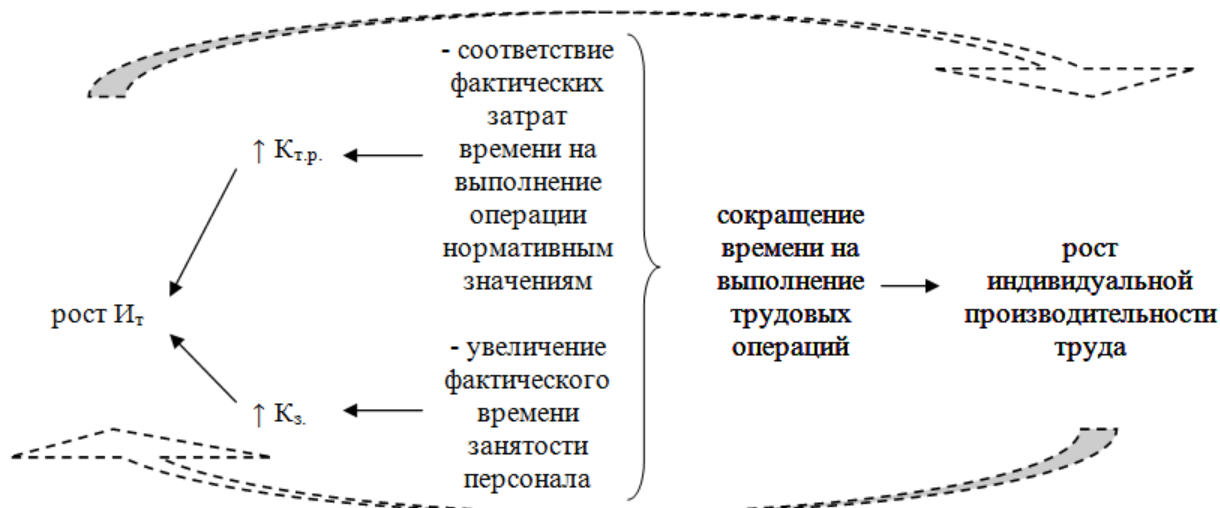 - соответствие
фактических
затрат
времени на
выполнение
операции
нормативным
значениям
↑ Кт.р.
рост Ит
↑ Кз.
- увеличение
фактического
времени
занятости
персонала
сокращение
времени на
выполнение
трудовых
операций
рост
индивидуальной
производительности
труда